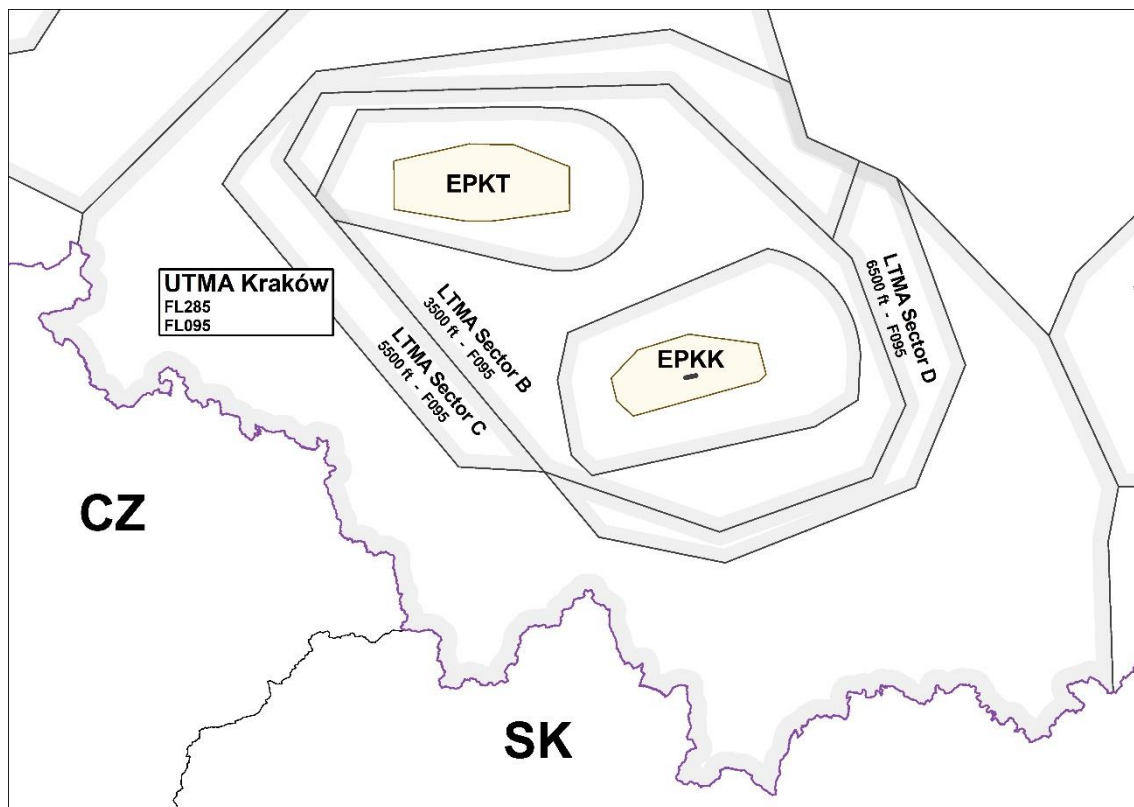 EPKT
UTMA Kraków
FL285
FL095
LTMA Sector B
3500 ft - F095
LTMA Sector C
5500 ft - F095
LTMA Sector D
6500 ft - F095
EPKK
CZ
SK